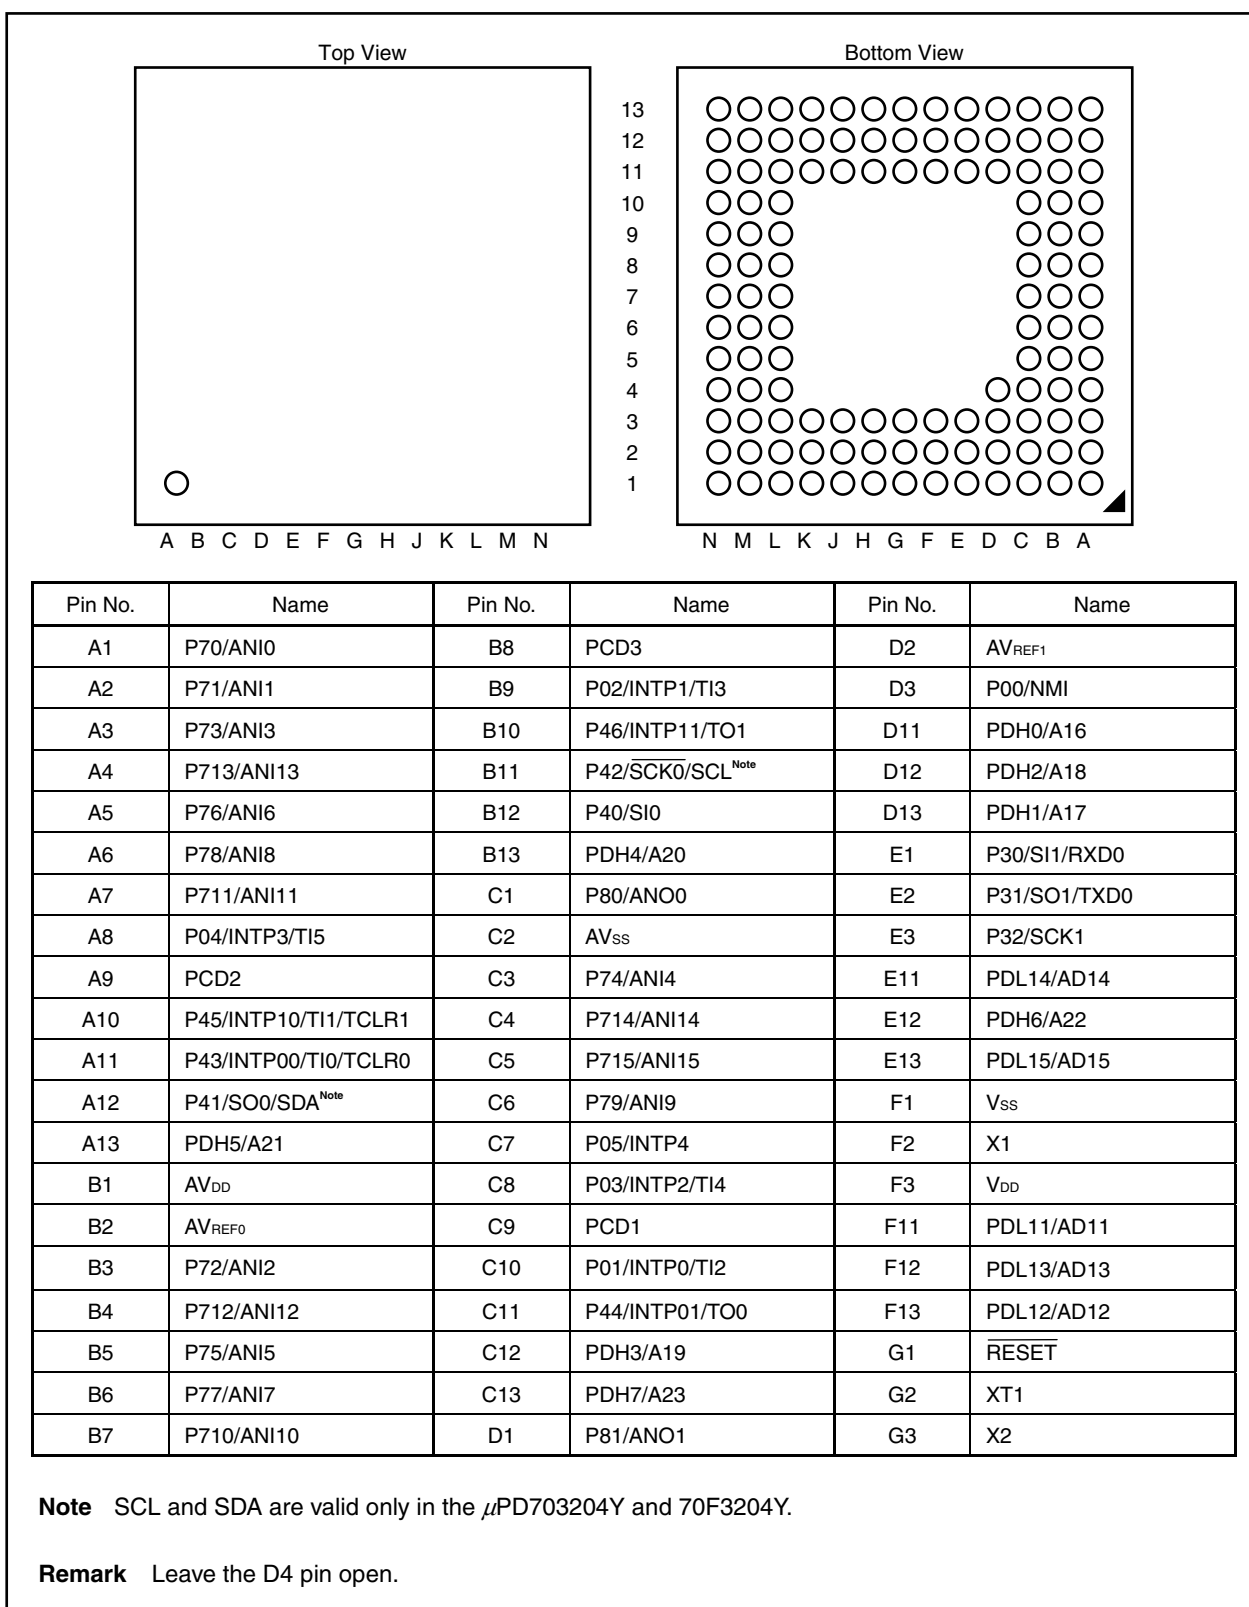 Top View Bottom View
13
12
11
10
9
8
7
6
5
4
3
2
1
A B C D E F G H J K L M N N M L K J H G F E D C B A
Pin No. Name Pin No. Name Pin No. Name
A1 P70/ANI0 B8 PCD3 D2 AVREF1
A2 P71/ANI1 B9 P02/INTP1/TI3 D3 P00/NMI
A3 P73/ANI3 B10 P46/INTP11/TO1 D11 PDH0/A16
A4 P713/ANI13 B11 P42/SCK0/SCLNote D12 PDH2/A18
A5 P76/ANI6 B12 P40/SI0 D13 PDH1/A17
A6 P78/ANI8 B13 PDH4/A20 E1 P30/SI1/RXD0
A7 P711/ANI11 C1 P80/ANO0 E2 P31/SO1/TXD0
A8 P04/INTP3/TI5 C2 AVSS E3 P32/SCK1
A9 PCD2 C3 P74/ANI4 E11 PDL14/AD14
A10 P45/INTP10/TI1/TCLR1 C4 P714/ANI14 E12 PDH6/A22
A11 P43/INTP00/TI0/TCLR0 C5 P715/ANI15 E13 PDL15/AD15
A12 P41/SO0/SDANote C6 P79/ANI9 F1 VSS
A13 PDH5/A21 C7 P05/INTP4 F2 X1
B1 AVDD C8 P03/INTP2/TI4 F3 VDD
B2 AVREF0 C9 PCD1 F11 PDL11/AD11
B3 P72/ANI2 C10 P01/INTP0/TI2 F12 PDL13/AD13
B4 P712/ANI12 C11 P44/INTP01/TO0 F13 PDL12/AD12
B5 P75/ANI5 C12 PDH3/A19 G1 RESET
B6 P77/ANI7 C13 PDH7/A23 G2 XT1
B7 P710/ANI10 D1 P81/ANO1 G3 X2
Note SCL and SDA are valid only in the μPD703204Y and 70F3204Y.
Remark Leave the D4 pin open.